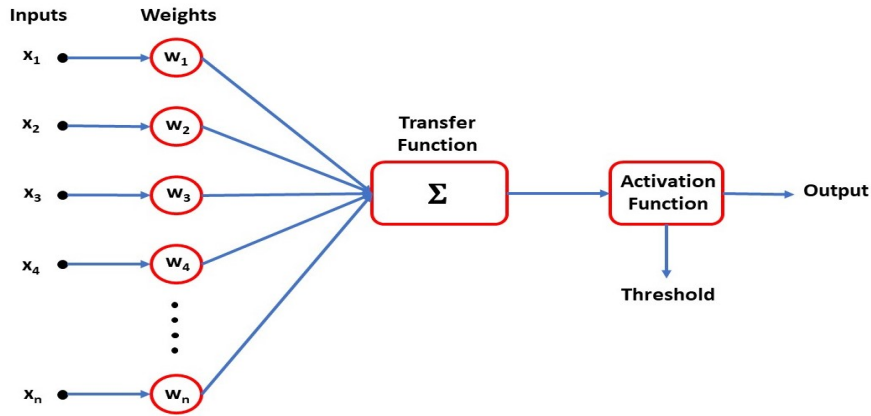 Inputs Weights
x₁ w₁
x₂ w₂
Transfer
Function
x₃ w₃ Σ Activation
Function Output
x₄ w₄
Threshold
xₙ wₙ